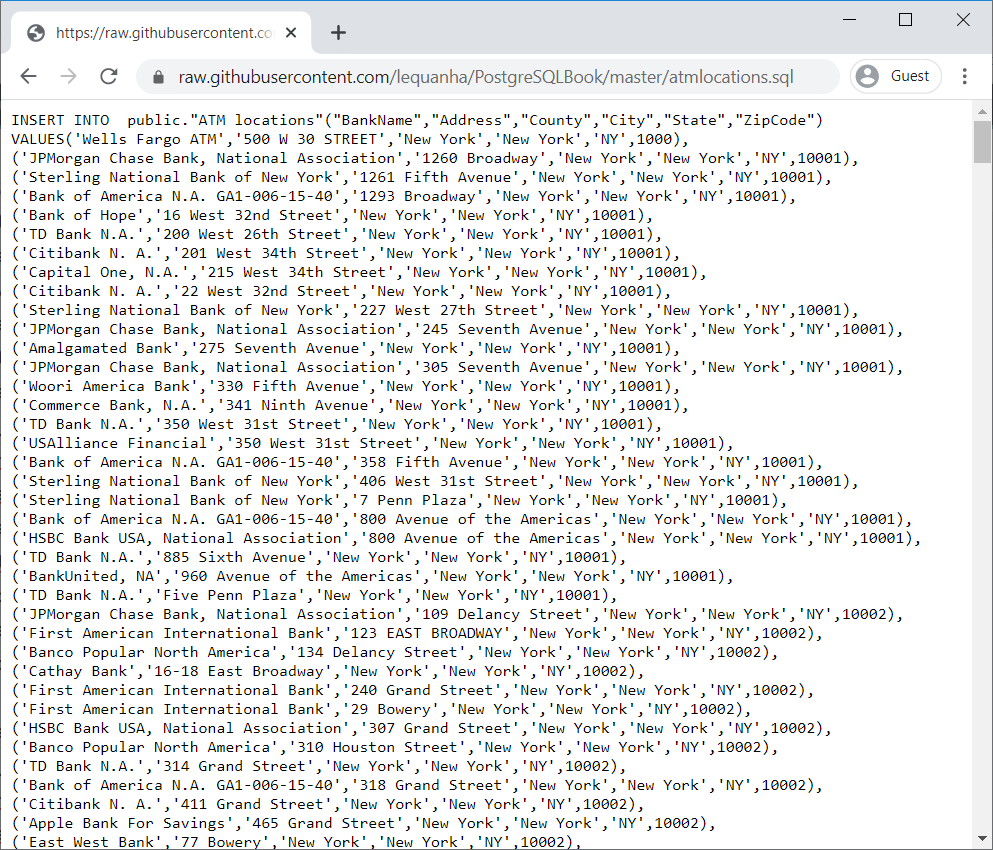 https://raw.githubusercontent.co
raw.githubusercontent.com/lequanha/PostgreSQLBook/master/atmlocations.sql
Guest
INSERT INTO  public."ATM locations"("BankName","Address","County","City","State","ZipCode")
VALUES('Wells Fargo ATM','500 W 30 STREET','New York','New York','NY',1000),
('JPMorgan Chase Bank, National Association','1260 Broadway','New York','New York','NY',10001),
('Sterling National Bank of New York','1261 Fifth Avenue','New York','New York','NY',10001),
('Bank of America N.A. GA1-006-15-40','1293 Broadway','New York','New York','NY',10001),
('Bank of Hope','16 West 32nd Street','New York','New York','NY',10001),
('TD Bank N.A.','200 West 26th Street','New York','New York','NY',10001),
('Citibank N. A.','201 West 34th Street','New York','New York','NY',10001),
('Capital One, N.A.','215 West 34th Street','New York','New York','NY',10001),
('Citibank N. A.','22 West 32nd Street','New York','New York','NY',10001),
('Sterling National Bank of New York','227 West 27th Street','New York','New York','NY',10001),
('JPMorgan Chase Bank, National Association','245 Seventh Avenue','New York','New York','NY',10001),
('Amalgamated Bank','275 Seventh Avenue','New York','New York','NY',10001),
('JPMorgan Chase Bank, National Association','305 Seventh Avenue','New York','New York','NY',10001),
('Woori America Bank','330 Fifth Avenue','New York','New York','NY',10001),
('Commerce Bank, N.A.','341 Ninth Avenue','New York','New York','NY',10001),
('TD Bank N.A.','350 West 31st Street','New York','New York','NY',10001),
('USAlliance Financial','350 West 31st Street','New York','New York','NY',10001),
('Bank of America N.A. GA1-006-15-40','358 Fifth Avenue','New York','New York','NY',10001),
('Sterling National Bank of New York','406 West 31st Street','New York','New York','NY',10001),
('Sterling National Bank of New York','7 Penn Plaza','New York','New York','NY',10001),
('Bank of America N.A. GA1-006-15-40','800 Avenue of the Americas','New York','New York','NY',10001),
('HSBC Bank USA, National Association','800 Avenue of the Americas','New York','New York','NY',10001),
('TD Bank N.A.','885 Sixth Avenue','New York','New York','NY',10001),
('BankUnited, NA','960 Avenue of the Americas','New York','New York','NY',10001),
('TD Bank N.A.','Five Penn Plaza','New York','New York','NY',10001),
('JPMorgan Chase Bank, National Association','109 Delancy Street','New York','New York','NY',10002),
('First American International Bank','123 EAST BROADWAY','New York','New York','NY',10002),
('Banco Popular North America','134 Delancy Street','New York','New York','NY',10002),
('Cathay Bank','16-18 East Broadway','New York','New York','NY',10002),
('First American International Bank','240 Grand Street','New York','New York','NY',10002),
('First American International Bank','29 Bowery','New York','New York','NY',10002),
('HSBC Bank USA, National Association','307 Grand Street','New York','New York','NY',10002),
('Banco Popular North America','310 Houston Street','New York','New York','NY',10002),
('TD Bank N.A.','314 Grand Street','New York','New York','NY',10002),
('Bank of America N.A. GA1-006-15-40','318 Grand Street','New York','New York','NY',10002),
('Citibank N. A.','411 Grand Street','New York','New York','NY',10002),
('Apple Bank For Savings','465 Grand Street','New York','New York','NY',10002),
('East West Bank','77 Bowery','New York','New York','NY',10002),